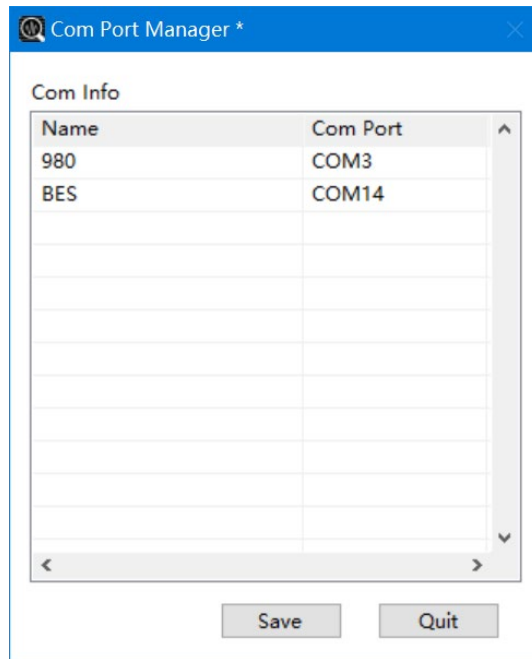 Com Port Manager *
Com Info
Name Com Port
980 COM3
BES COM14
Save Quit